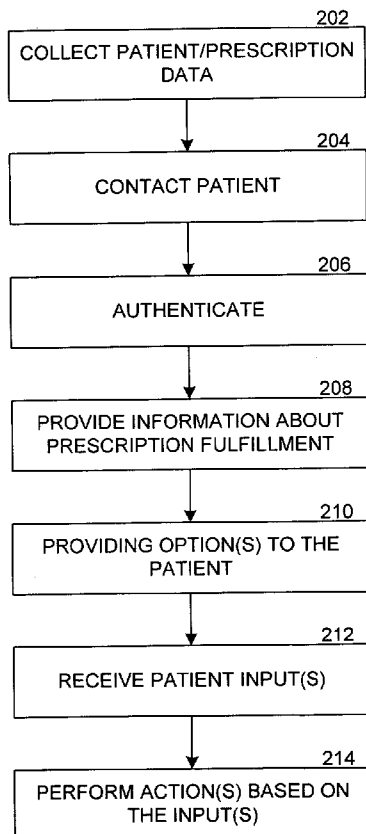 202
COLLECT PATIENT/PRESCRIPTION
DATA
204
CONTACT PATIENT
206
AUTHENTICATE
208
PROVIDE INFORMATION ABOUT
PRESCRIPTION FULFILLMENT
210
PROVIDING OPTION(S) TO THE
PATIENT
212
RECEIVE PATIENT INPUT(S)
214
PERFORM ACTION(S) BASED ON
THE INPUT(S)